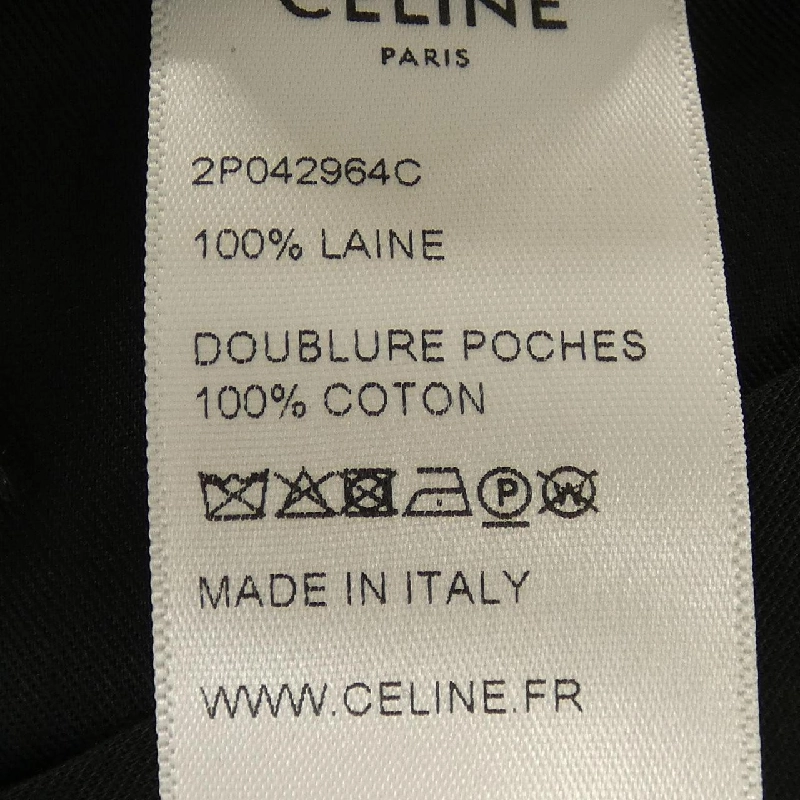 CELINE
PARIS
2P042964C
100% LAINE
DOUBLURE POCHES
100% COTON
P W
MADE IN ITALY
WWW.CELINE.FR